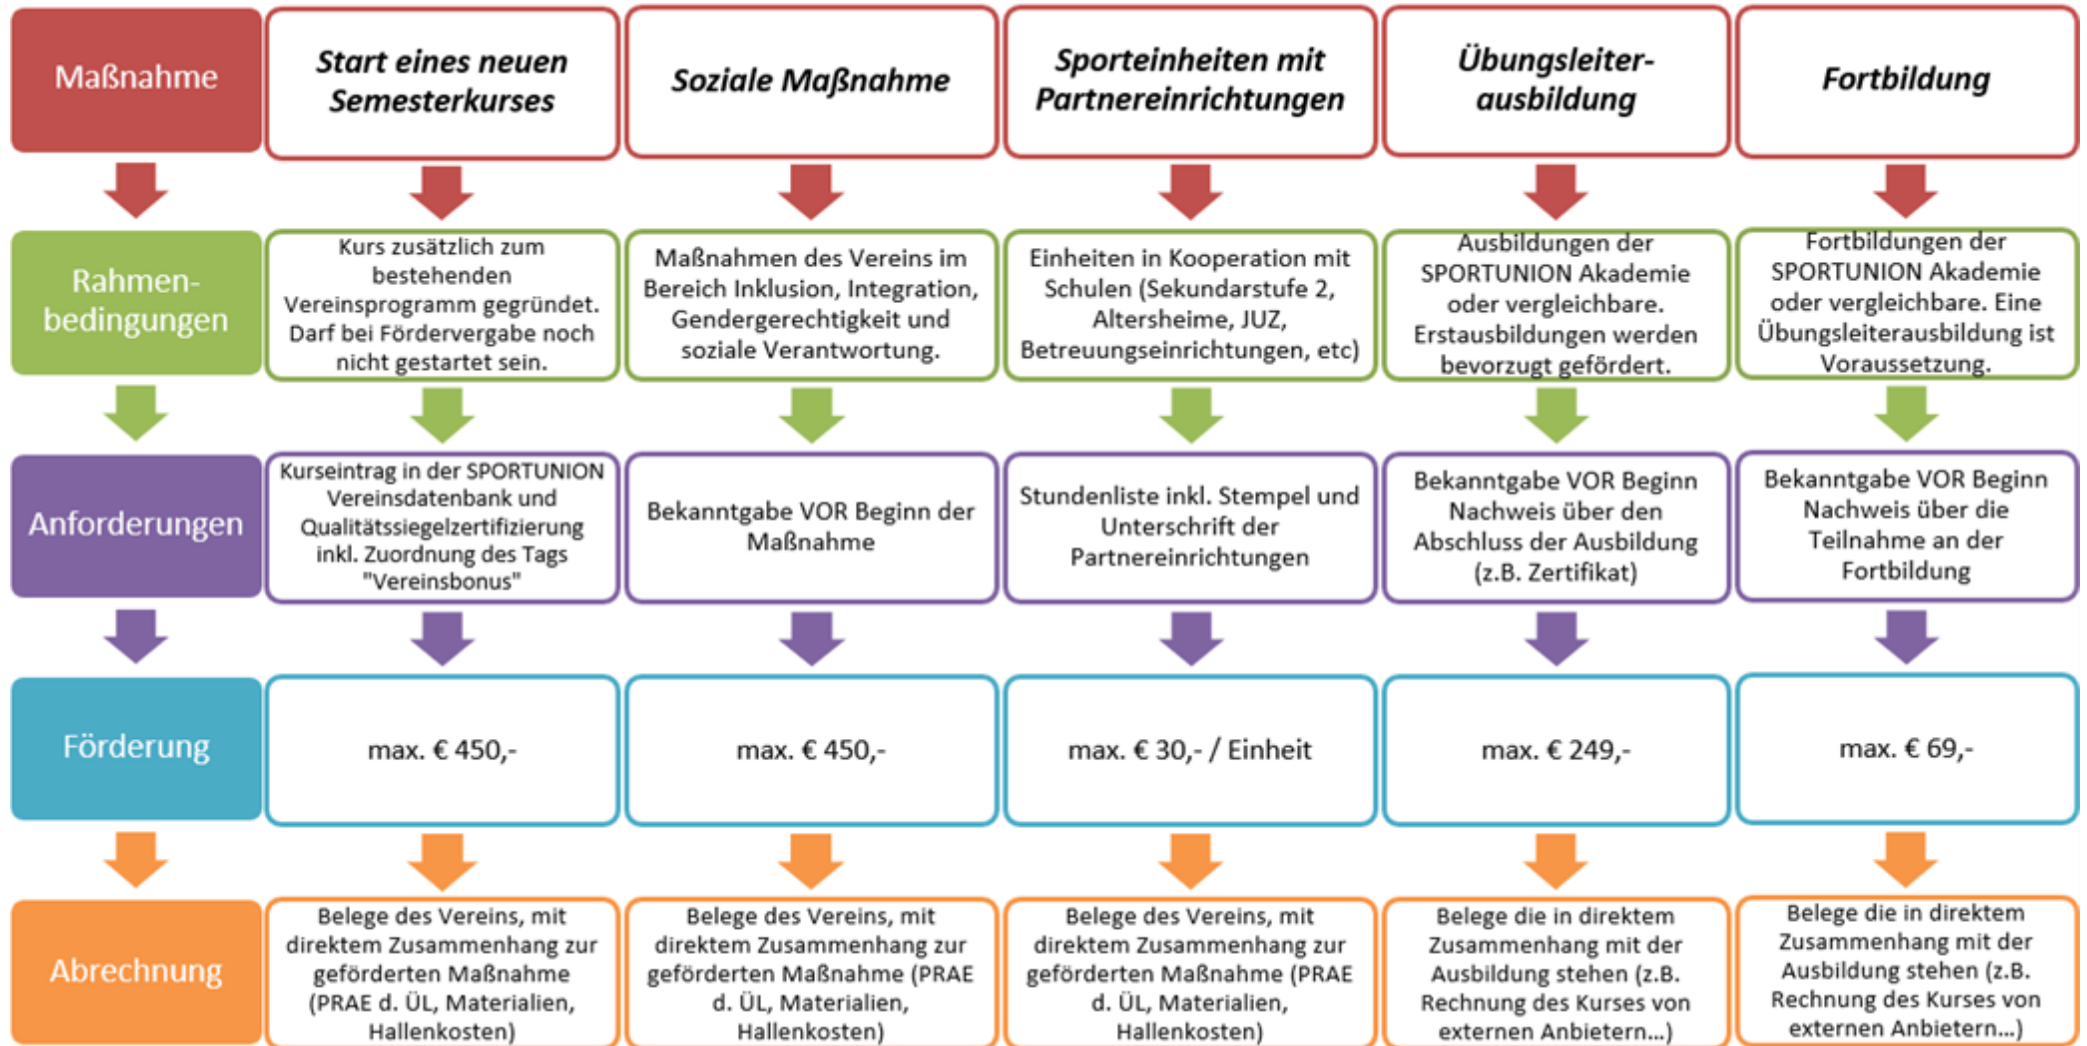 Maßnahme
Start eines neuen
Semesterkurses
Soziale Maßnahme
Sporteinheiten mit
Partnereinrichtungen
Übungsleiter-
ausbildung
Fortbildung
Rahmen-
bedingungen
Kurs zusätzlich zum
bestehenden
Vereinsprogramm gegründet.
Darf bei Fördervergabe noch
nicht gestartet sein.
Maßnahmen des Vereins im
Bereich Inklusion, Integration,
Gendergerechtigkeit und
soziale Verantwortung.
Einheiten in Kooperation mit
Schulen (Sekundarstufe 2,
Altersheime, JUZ,
Betreuungseinrichtungen, etc)
Ausbildungen der
SPORTUNION Akademie
oder vergleichbare.
Erstausbildungen werden
bevorzugt gefördert.
Fortbildungen der
SPORTUNION Akademie
oder vergleichbare. Eine
Übungsleiterausbildung ist
Voraussetzung.
Anforderungen
Kurseintrag in der SPORTUNION
Vereinsdatenbank und
Qualitätssiegelzertifizierung
inkl. Zuordnung des Tags
"Vereinsbonus"
Bekanntgabe VOR Beginn der
Maßnahme
Stundenliste inkl. Stempel und
Unterschrift der
Partnereinrichtungen
Bekanntgabe VOR Beginn
Nachweis über den
Abschluss der Ausbildung
(z.B. Zertifikat)
Bekanntgabe VOR Beginn
Nachweis über die
Teilnahme an der
Fortbildung
Förderung
max. € 450,-
max. € 450,-
max. € 30,- / Einheit
max. € 249,-
max. € 69,-
Abrechnung
Belege des Vereins, mit
direktem Zusammenhang zur
geförderten Maßnahme
(PRAE d. ÜL, Materialien,
Hallenkosten)
Belege des Vereins, mit
direktem Zusammenhang zur
geförderten Maßnahme (PRAE
d. ÜL, Materialien,
Hallenkosten)
Belege des Vereins, mit
direktem Zusammenhang zur
geförderten Maßnahme (PRAE
d. ÜL, Materialien,
Hallenkosten)
Belege die in direktem
Zusammenhang mit der
Ausbildung stehen (z.B.
Rechnung des Kurses von
externen Anbietern...)
Belege die in direktem
Zusammenhang mit der
Ausbildung stehen (z.B.
Rechnung des Kurses von
externen Anbietern...)